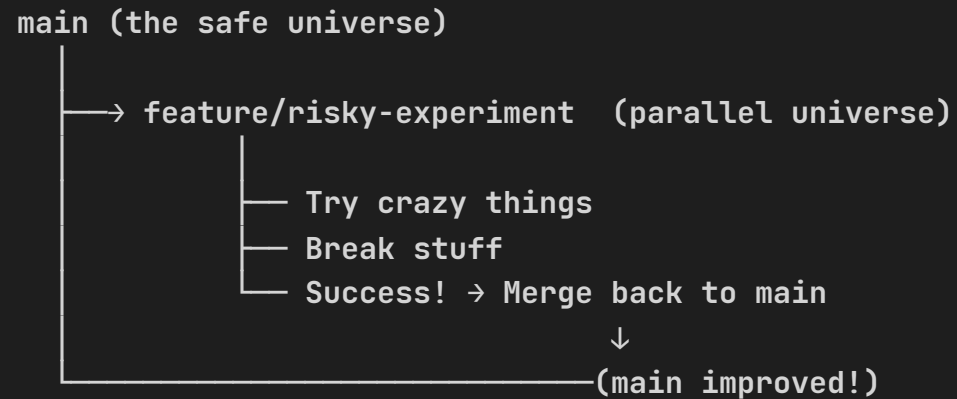 main (the safe universe)
→ feature/risky-experiment (parallel universe)
Try crazy things
Break stuff
Success! → Merge back to main
↓
(main improved!)